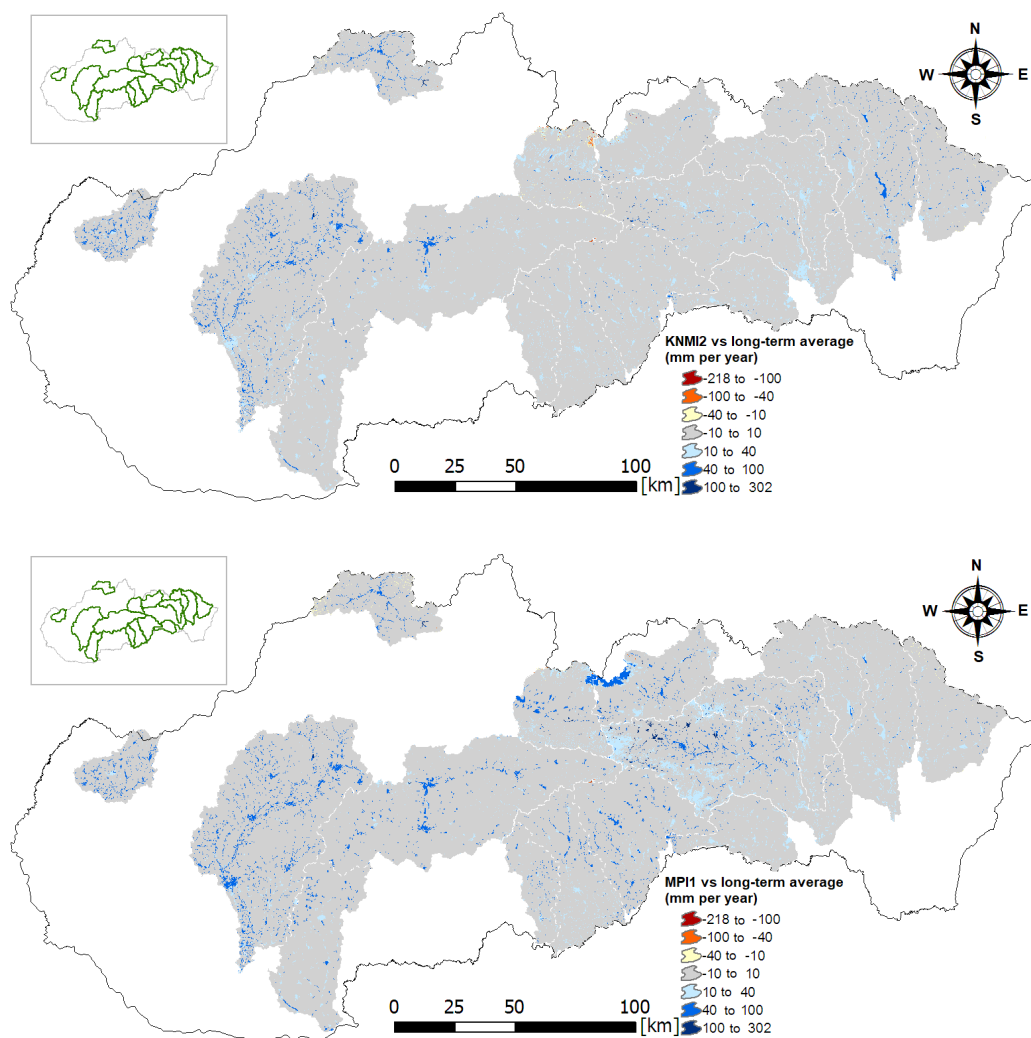 N
W E
S
KNMI2 vs long-term average
(mm per year)
-218 to -100
-100 to -40
-40 to -10
-10 to 10
10 to 40
40 to 100
100 to 302
0 25 50 100
[km]
N
W E
S
MPI1 vs long-term average
(mm per year)
-218 to -100
-100 to -40
-40 to -10
-10 to 10
10 to 40
40 to 100
100 to 302
0 25 50 100
[km]